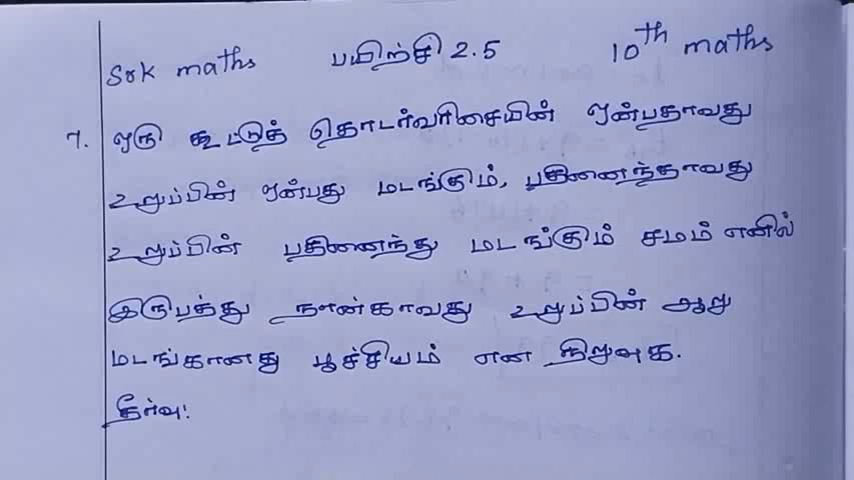 SrK maths பயிற்சி 2.5 10th maths
7. ஒரு கூட்டுத் தொடர்வரிசையின் ஒன்பதாவது
உறுப்பின் ஒன்பது மடங்கும், பதினைந்தாவது
உறுப்பின் பதினைந்து மடங்கும் சமம் எனில்
இருபத்து நான்காவது உறுப்பின் ஆறு
மடங்கானது பூச்சியம் என நிறுவுக.
தீர்வு: